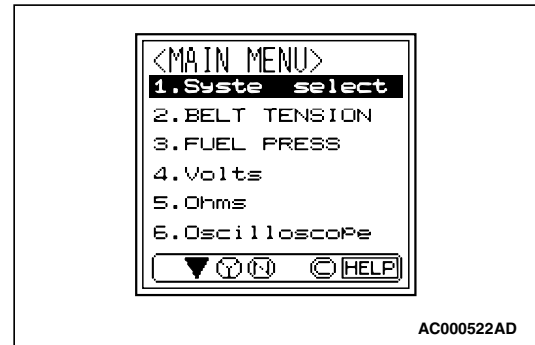 <MAIN MENU>
1.Syste select
2.BELT TENSION
3.FUEL PRESS
4.Volts
5.Ohms
6.Oscilloscope
▼ Y N C HELP
AC000522AD